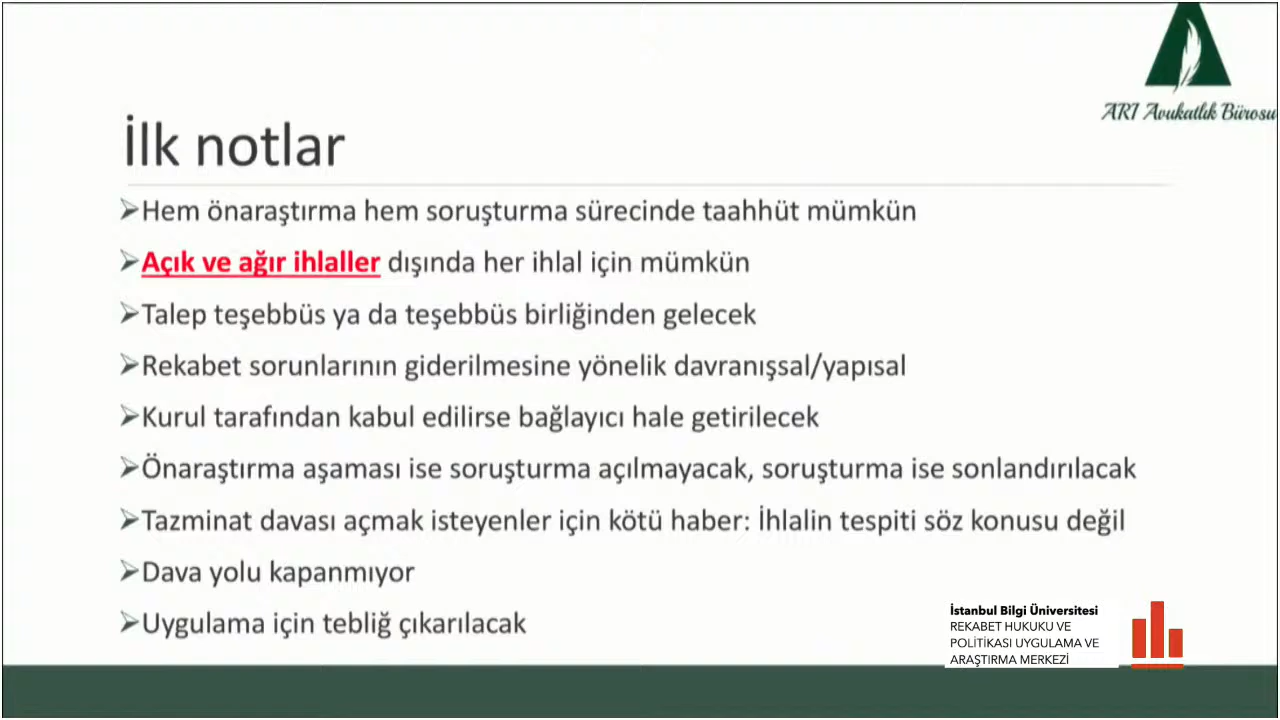 ARI Avukatlık Bürosu
İlk notlar
➢Hem önaraştırma hem soruşturma sürecinde taahhüt mümkün
➢Açık ve ağır ihlaller dışında her ihlal için mümkün
➢Talep teşebbüs ya da teşebbüs birliğinden gelecek
➢Rekabet sorunlarının giderilmesine yönelik davranışsal/yapısal
➢Kurul tarafından kabul edilirse bağlayıcı hale getirilecek
➢Önaraştırma aşaması ise soruşturma açılmayacak, soruşturma ise sonlandırılacak
➢Tazminat davası açmak isteyenler için kötü haber: İhlalin tespiti söz konusu değil
➢Dava yolu kapanmıyor
➢Uygulama için tebliğ çıkarılacak
İstanbul Bilgi Üniversitesi
REKABET HUKUKU VE
POLİTİKASI UYGULAMA VE
ARAŞTIRMA MERKEZİ